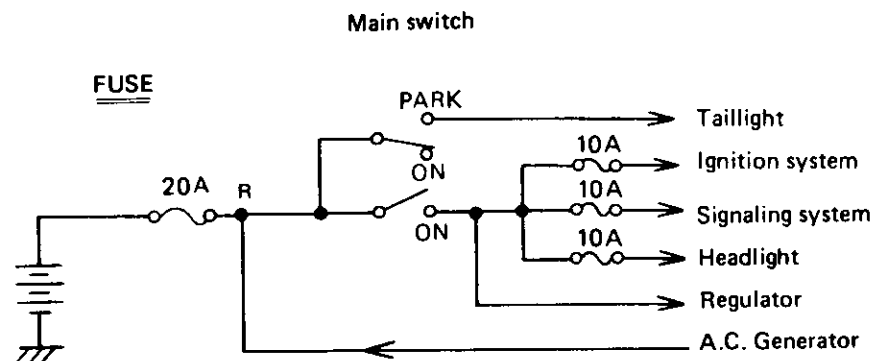 Main switch
FUSE
PARK
Taillight
10A
Ignition system
ON
20A
R
10A
Signaling system
ON
10A
Headlight
Regulator
A.C. Generator